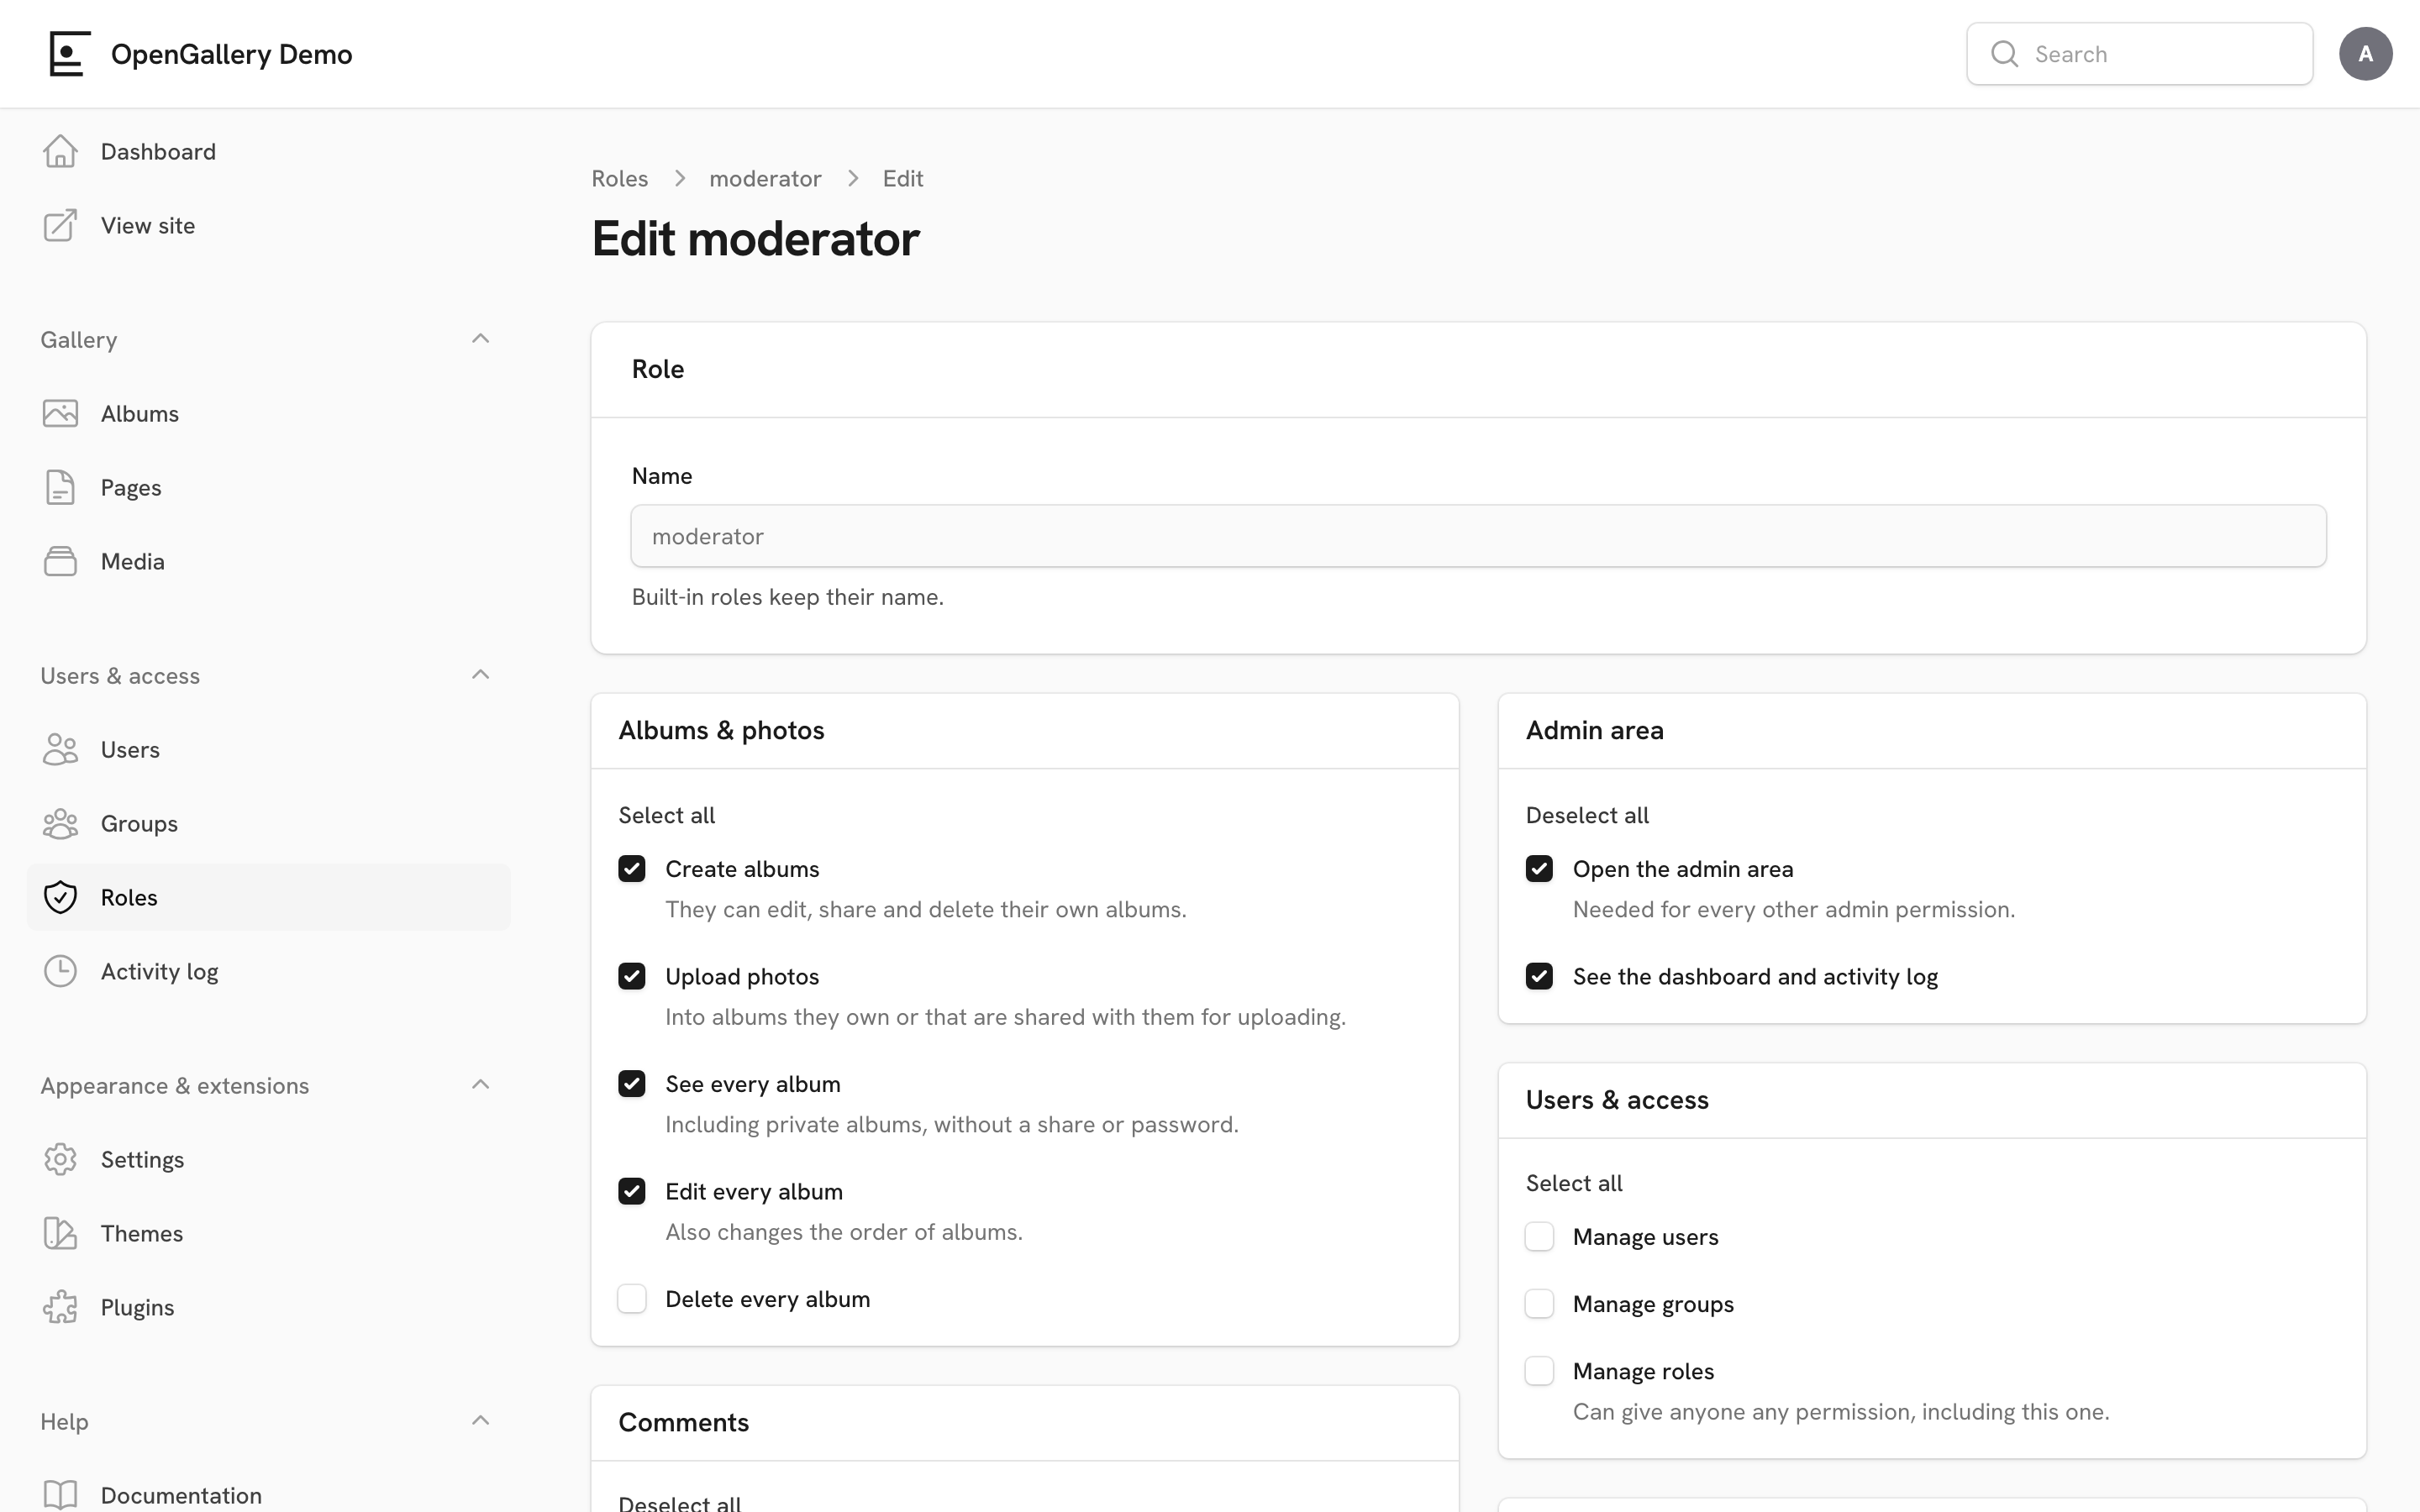 OpenGallery Demo
Search
A
Dashboard
View site
Gallery
Albums
Pages
Media
Users & access
Users
Groups
Roles
Activity log
Appearance & extensions
Settings
Themes
Plugins
Help
Documentation
Roles > moderator > Edit
Edit moderator
Role
Name
moderator
Built-in roles keep their name.
Albums & photos
Select all
Create albums
They can edit, share and delete their own albums.
Upload photos
Into albums they own or that are shared with them for uploading.
See every album
Including private albums, without a share or password.
Edit every album
Also changes the order of albums.
Delete every album
Comments
Deselect all
Admin area
Deselect all
Open the admin area
Needed for every other admin permission.
See the dashboard and activity log
Users & access
Select all
Manage users
Manage groups
Manage roles
Can give anyone any permission, including this one.